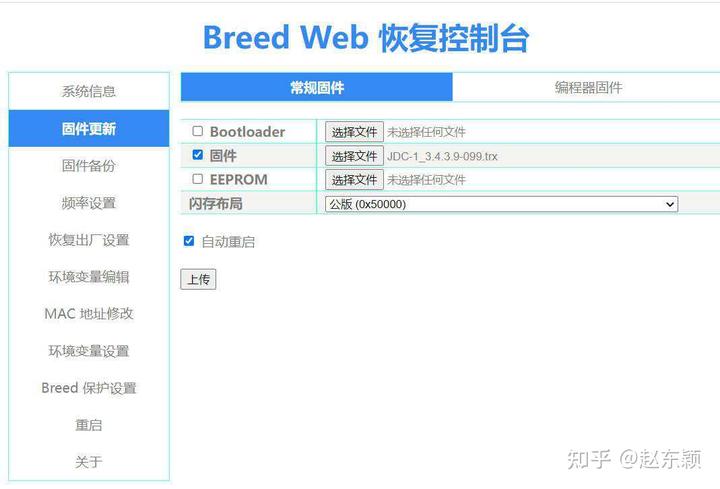 Breed Web 恢复控制台
系统信息
固件更新
固件备份
频率设置
恢复出厂设置
环境变量编辑
MAC 地址修改
环境变量设置
Breed 保护设置
重启
关于
常规固件 编程器固件
Bootloader 选择文件 未选择任何文件
固件 选择文件 JDC-1_3.4.3.9-099.trx
EEPROM 选择文件 未选择任何文件
闪存布局 公版 (0x50000)
自动重启
上传
知乎 @赵东颖